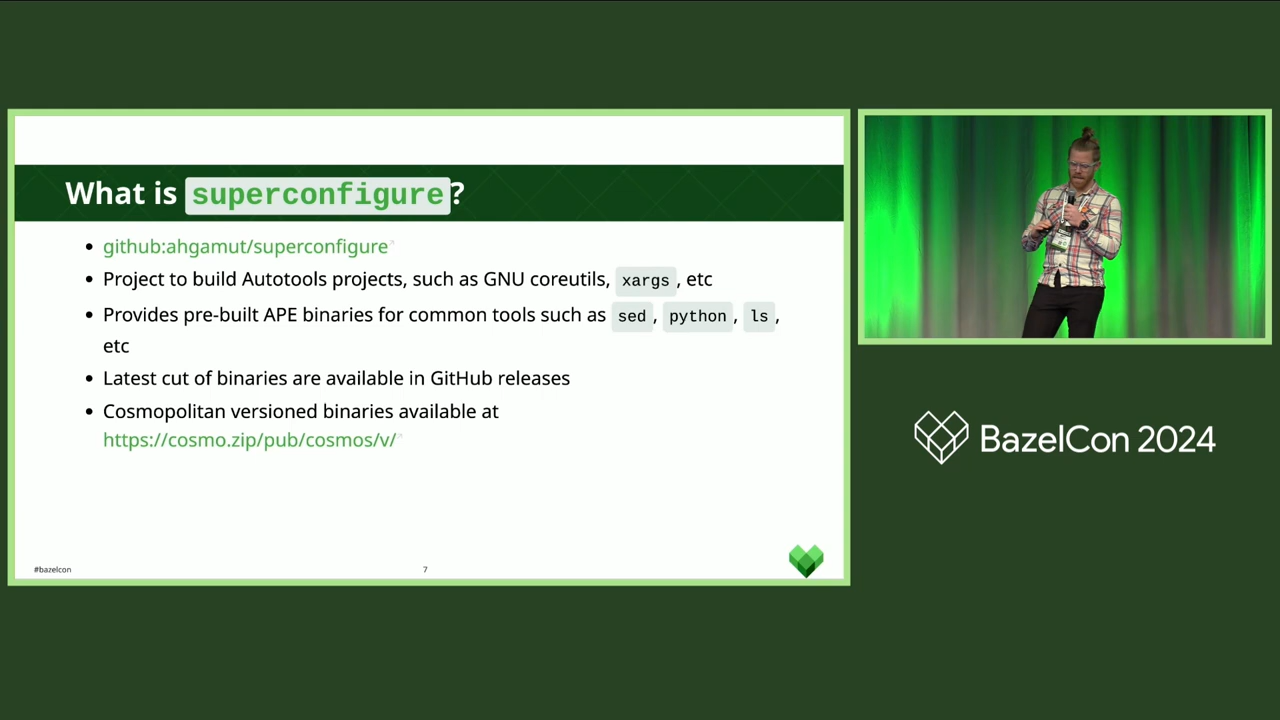 What is superconfigure?
github:ahgamut/superconfigure
Project to build Autotools projects, such as GNU coreutils, xargs, etc
Provides pre-built APE binaries for common tools such as sed, python, ls,
etc
Latest cut of binaries are available in GitHub releases
Cosmopolitan versioned binaries available at
https://cosmo.zip/pub/cosmos/v/
#bazelcon
7
BazelCon 2024